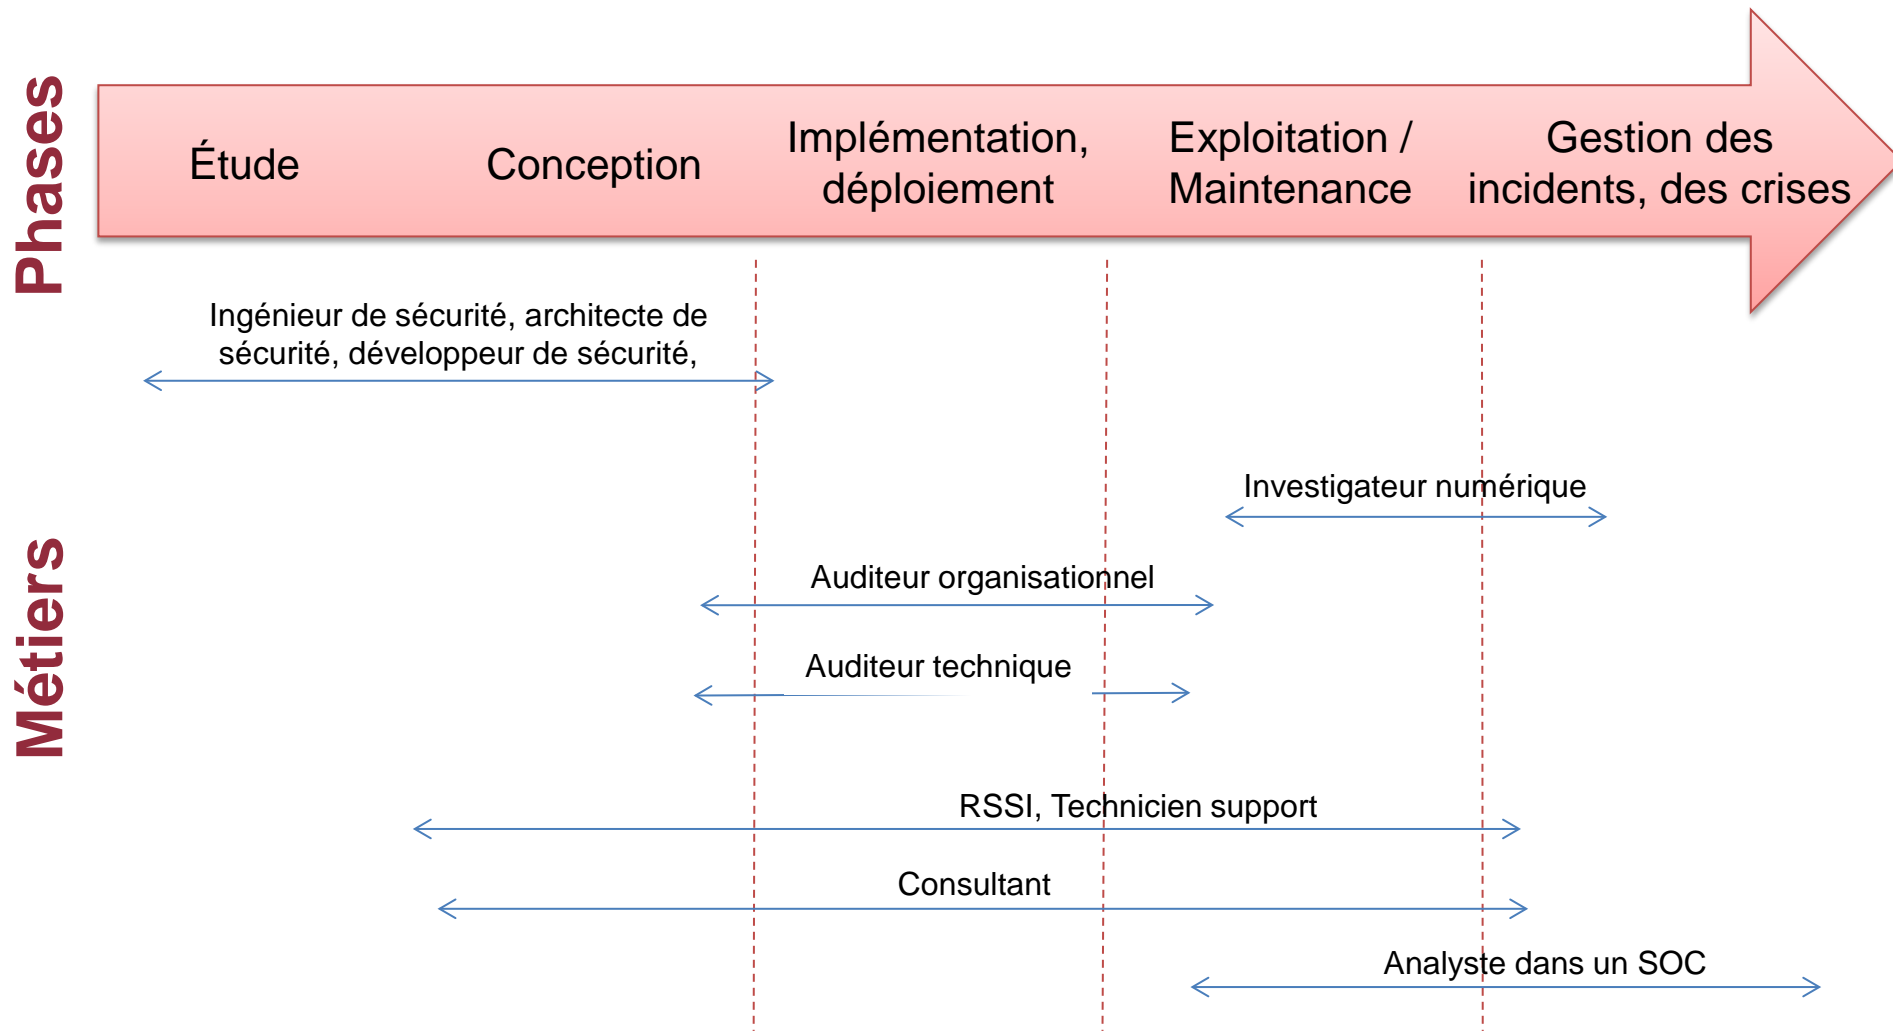 Phases
Étude
Conception
Implémentation,
déploiement
Exploitation /
Maintenance
Gestion des
incidents, des crises
Métiers
Ingénieur de sécurité, architecte de
sécurité, développeur de sécurité,
Investigateur numérique
Auditeur organisationnel
Auditeur technique
RSSI, Technicien support
Consultant
Analyste dans un SOC